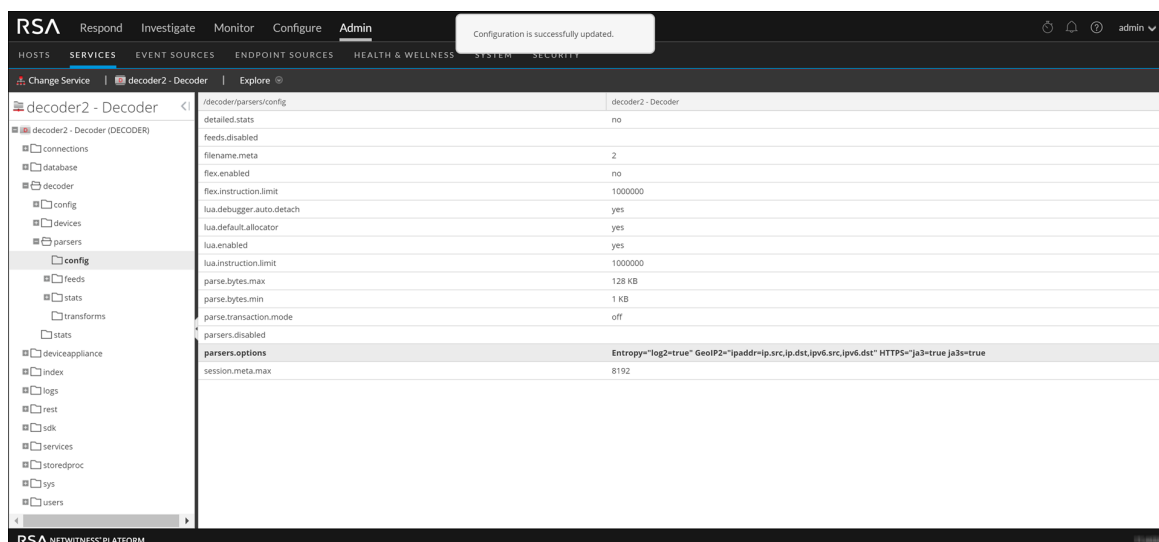 RSA Respond Investigate Monitor Configure Admin admin
Configuration is successfully updated.
HOSTS SERVICES EVENT SOURCES ENDPOINT SOURCES HEALTH & WELLNESS SYSTEM SECURITY
Change Service | decoder2 - Decoder | Explore
decoder2 - Decoder
decoder2 - Decoder (DECODER)
connections
database
decoder
config
devices
parsers
config
feeds
stats
transforms
stats
deviceappliance
index
logs
rest
sdk
services
storedproc
sys
users
/decoder/parsers/config decoder2 - Decoder
detailed.stats no
feeds.disabled
filename.meta 2
flex.enabled no
flex.instruction.limit 1000000
lua.debugger.auto.detach yes
lua.default.allocator yes
lua.enabled yes
lua.instruction.limit 1000000
parse.bytes.max 128 KB
parse.bytes.min 1 KB
parse.transaction.mode off
parsers.disabled
parsers.options Entropy="log2=true" GeoIP2="ipaddr=ip.src,ip.dst,ipv6.src,ipv6.dst" HTTPS="ja3=true ja3s=true
session.meta.max 8192
RSA NETWITNESS® PLATFORM